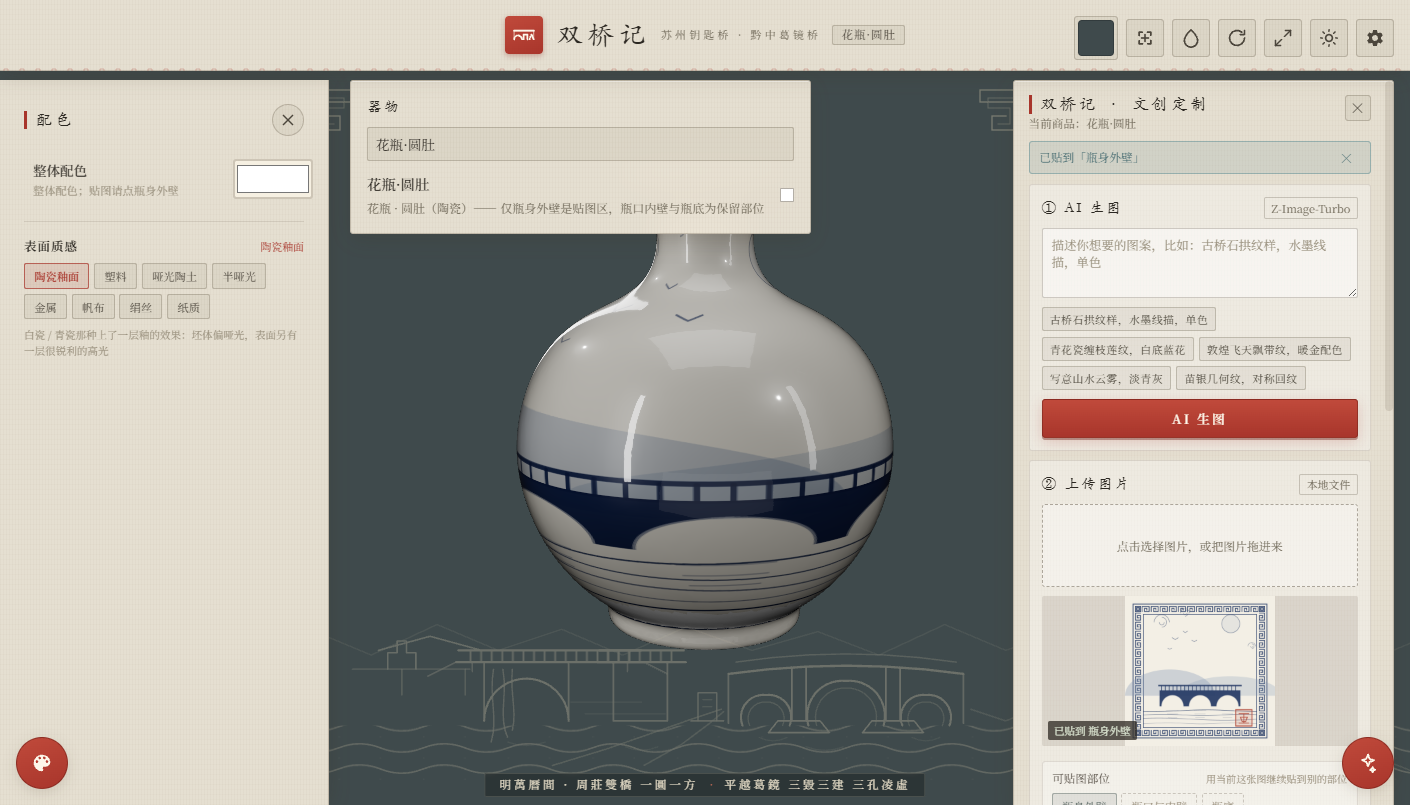 双桥记
苏州钥匙桥 · 黔中葛镜桥
花瓶·圆肚
配色
整体配色
整体配色；贴图请点瓶身外壁
表面质感
陶瓷釉面
陶瓷釉面 塑料 哑光陶土 半哑光
金属 帆布 绢丝 纸质
白瓷 / 青瓷那种上了一层釉的效果：坯体偏哑光，表面另有
一层很锐利的高光
器物
花瓶·圆肚
花瓶·圆肚
花瓶 · 圆肚（陶瓷）—— 仅瓶身外壁是贴图区，瓶口内壁与瓶底为保留部位
明萬曆間 · 周莊雙橋 一圓一方 · 平越葛鏡 三毀三建 三孔凌虛
双桥记 · 文创定制
当前商品：花瓶·圆肚
已贴到「瓶身外壁」
① AI 生图
Z-Image-Turbo
描述你想要的图案，比如：古桥石拱纹样，水墨线
描，单色
古桥石拱纹样，水墨线描，单色
青花瓷缠枝莲纹，白底蓝花 敦煌飞天飘带纹，暖金配色
写意山水云雾，淡青灰 苗银几何纹，对称回纹
AI 生图
② 上传图片
本地文件
点击选择图片，或把图片拖进来
已贴到 瓶身外壁
可贴图部位
用当前这张图继续贴到别的部位